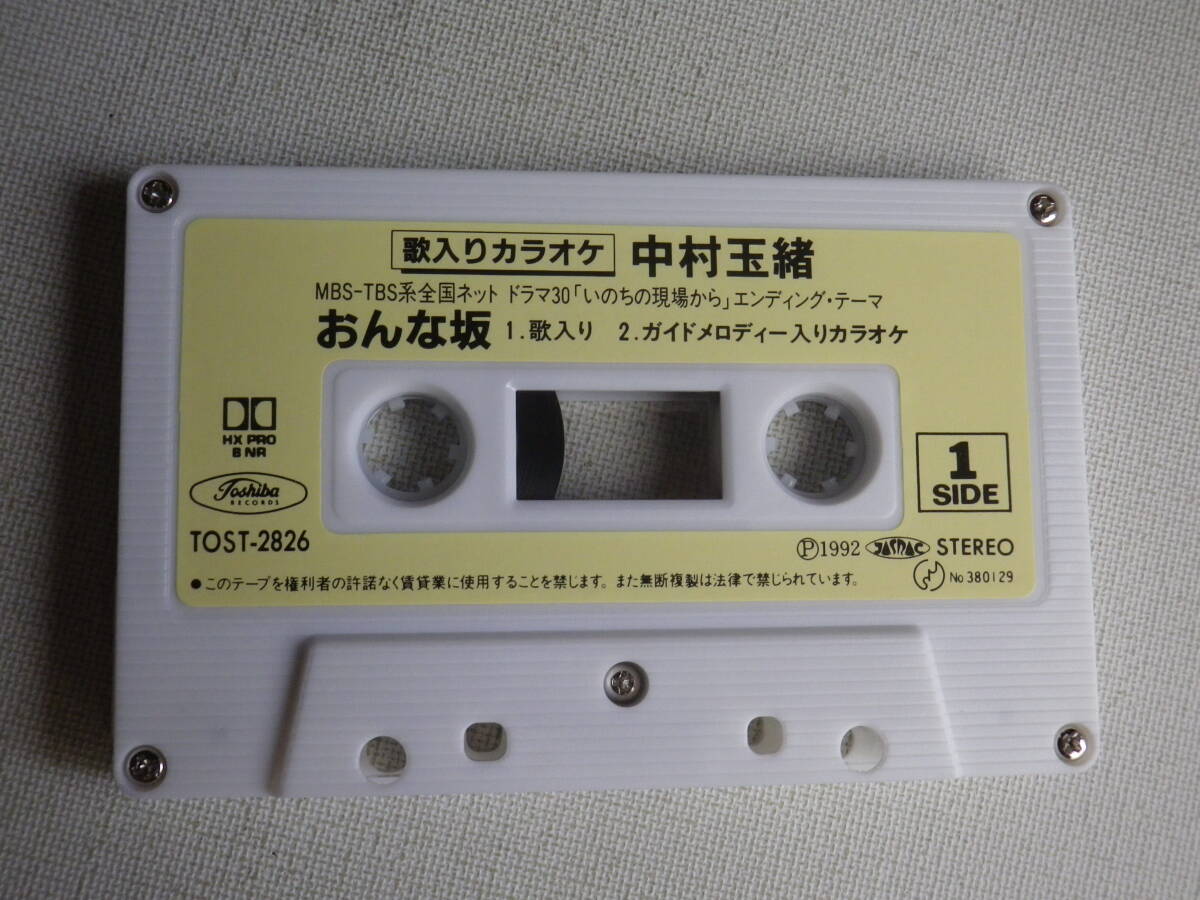 歌入りカラオケ 中村玉緒
MBS-TBS系全国ネット ドラマ30「いのちの現場から」エンディング・テーマ
おんな坂 1.歌入り 2.ガイドメロディー入りカラオケ
HX PRO
B NR
Toshiba
RECORDS
TOST-2826
1
SIDE
Ⓟ1992 JASRAC STEREO
●このテープを権利者の許諾なく賃貸業に使用することを禁じます。また無断複製は法律で禁じられています。
No 380129